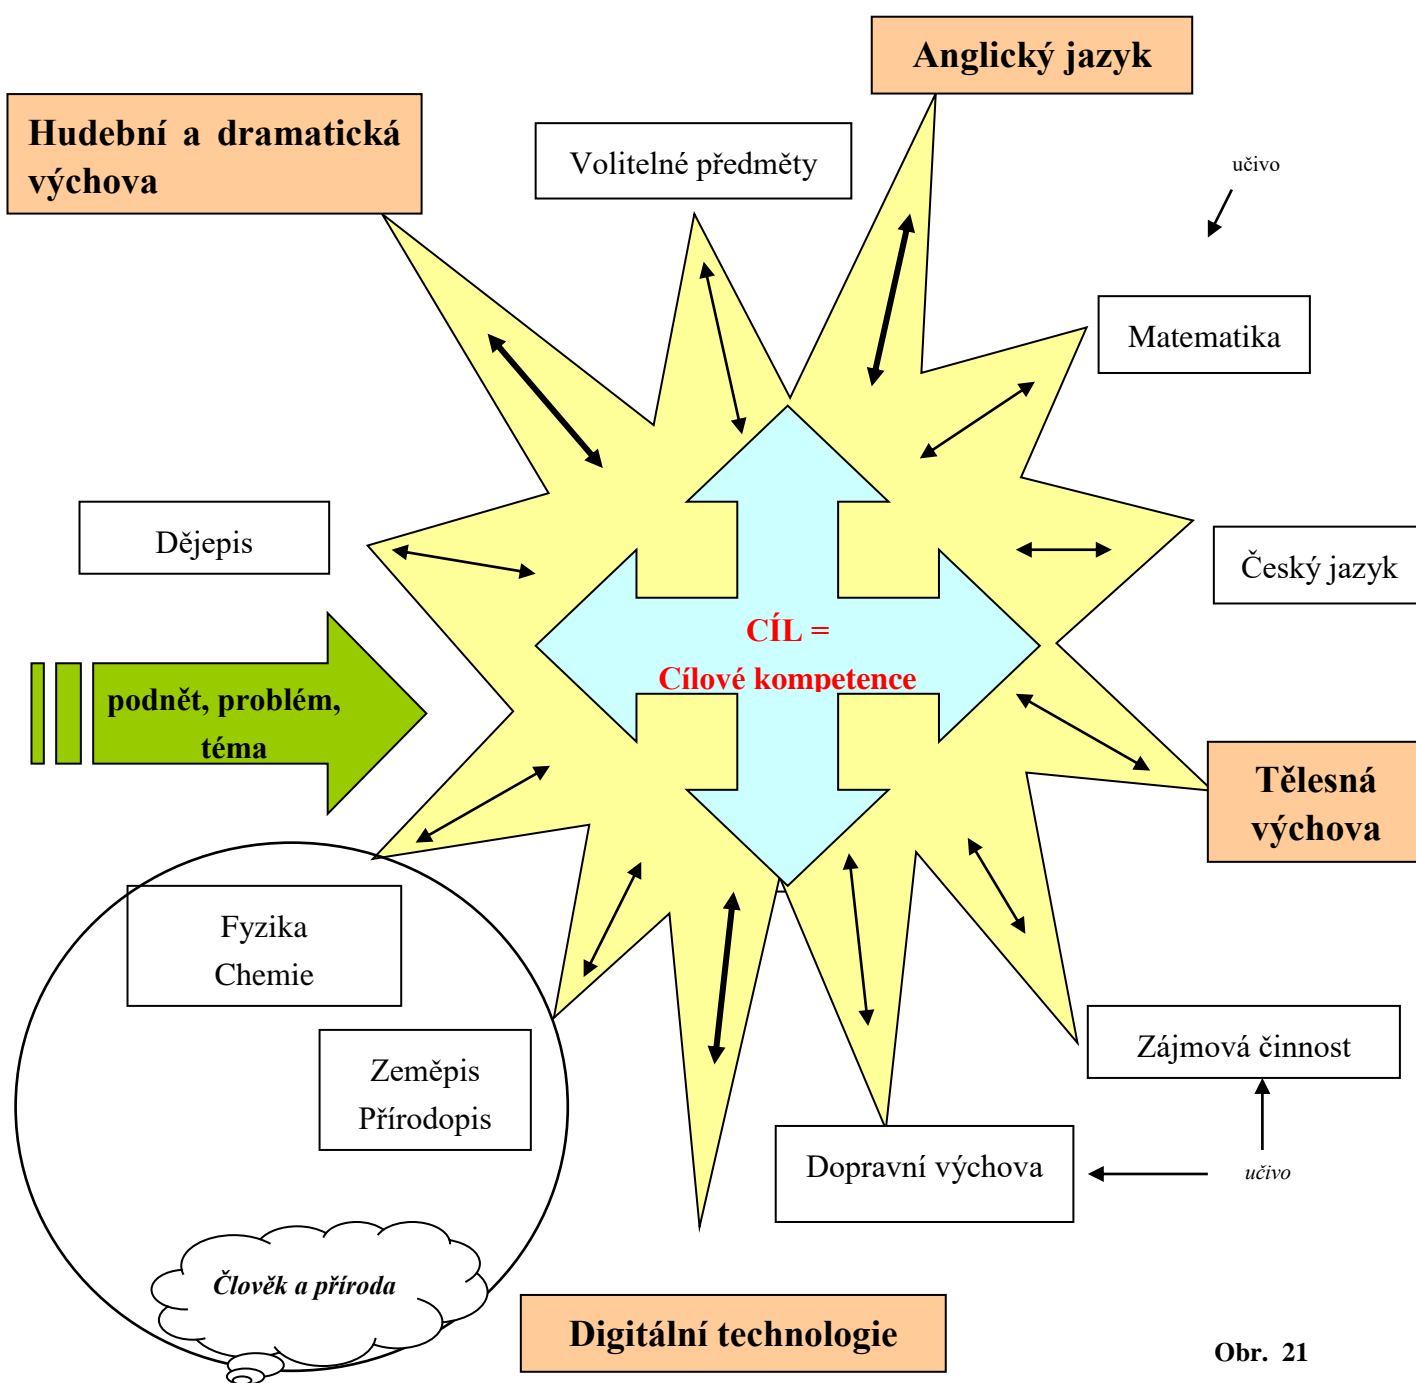 Anglický jazyk
Hudební a dramatická
výchova
Volitelné předměty
učivo
Matematika
Dějepis
Český jazyk
CÍL =
Cílové kompetence
podnět, problém,
téma
Tělesná
výchova
Fyzika
Chemie
Zeměpis
Přírodopis
Zájmová činnost
Dopravní výchova
učivo
Člověk a příroda
Digitální technologie
Obr. 21